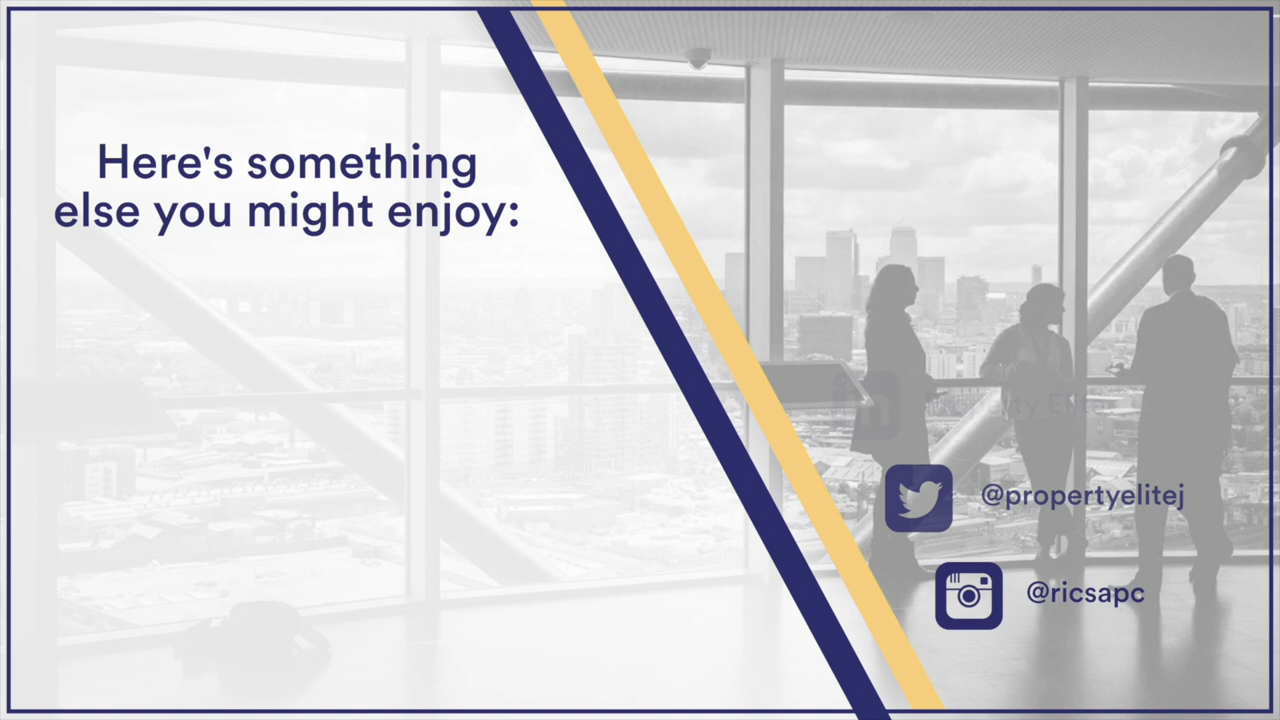 Here's something
else you might enjoy:
@propertyelitej
@ricsapc